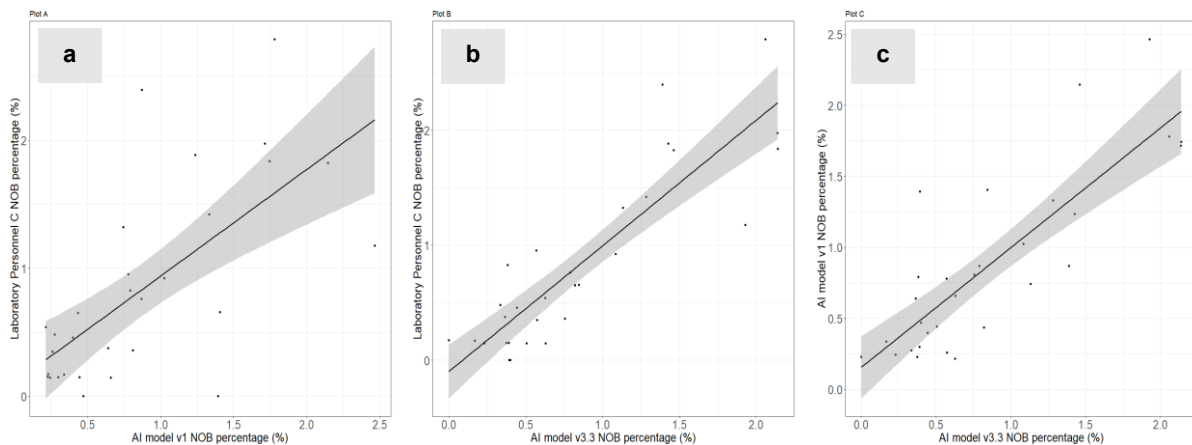 Plot A
a
Laboratory Personnel C NOB percentage (%)
2
1
0
0.5
1.0
1.5
2.0
2.5
AI model v1 NOB percentage (%)
Plot B
b
Laboratory Personnel C NOB percentage (%)
2
1
0
0.0
0.5
1.0
1.5
2.0
AI model v3.3 NOB percentage (%)
Plot C
c
AI model v1 NOB percentage (%)
2.5
2.0
1.5
1.0
0.5
0.0
0.0
0.5
1.0
1.5
2.0
AI model v3.3 NOB percentage (%)